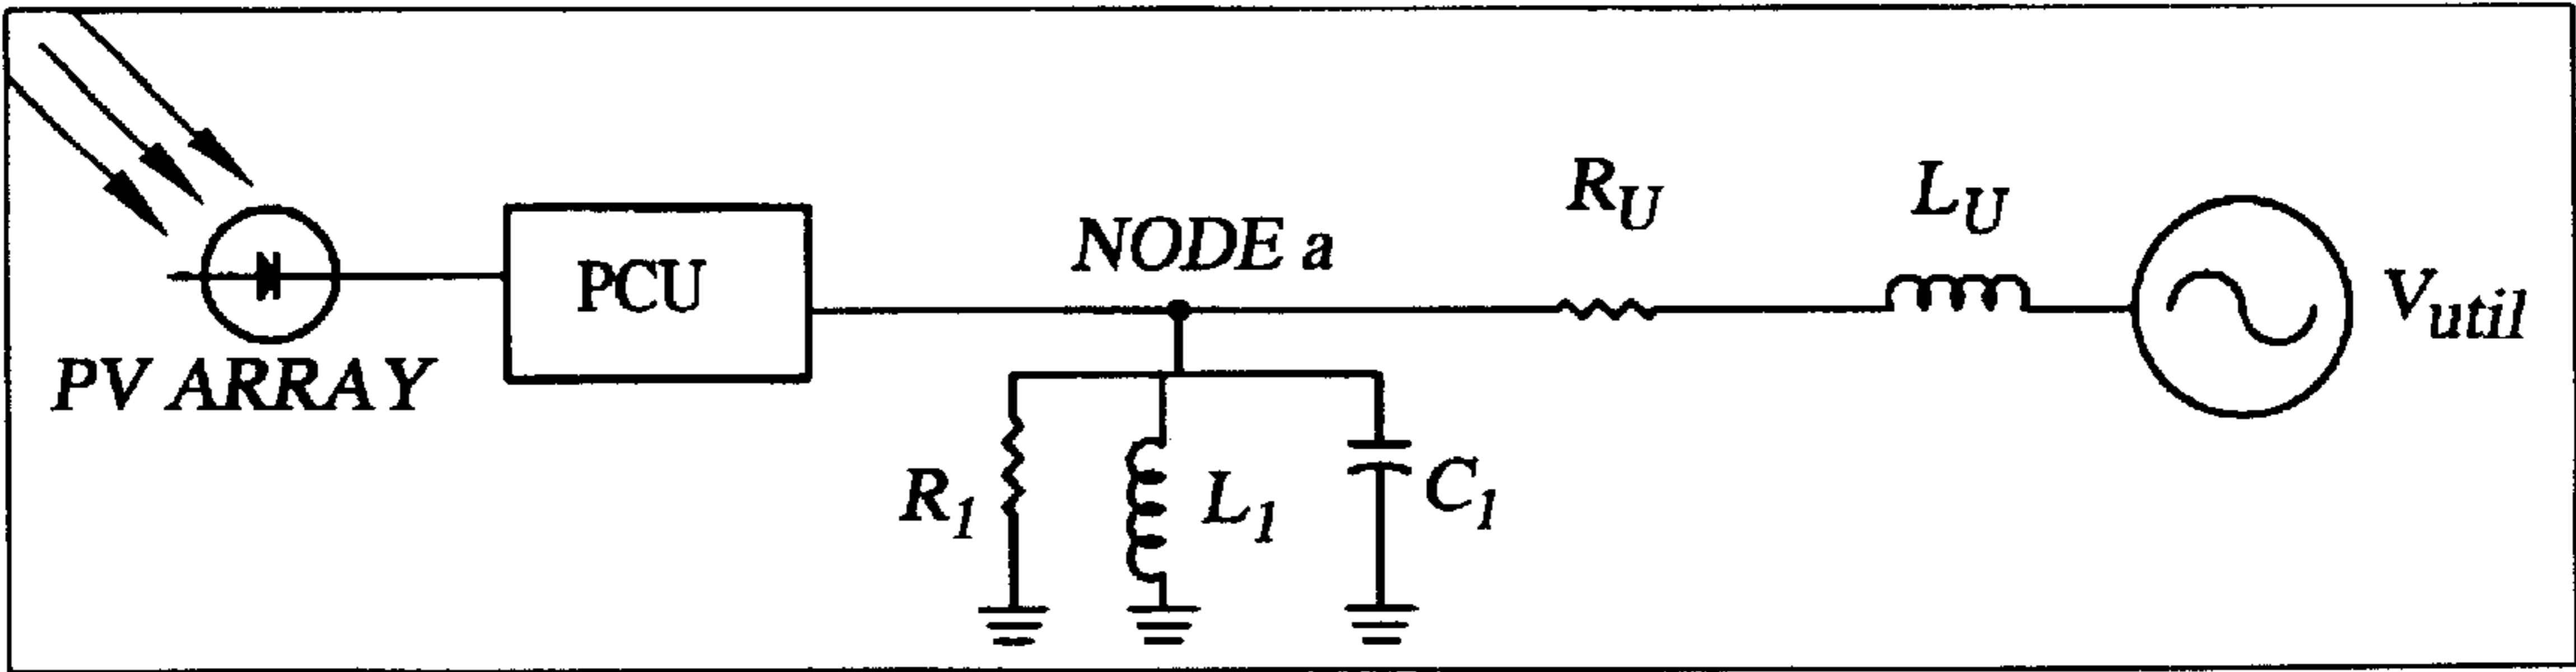 PV ARRAY
PCU
NODE a
R_U
L_U
V_util
R_1
L_1
C_1